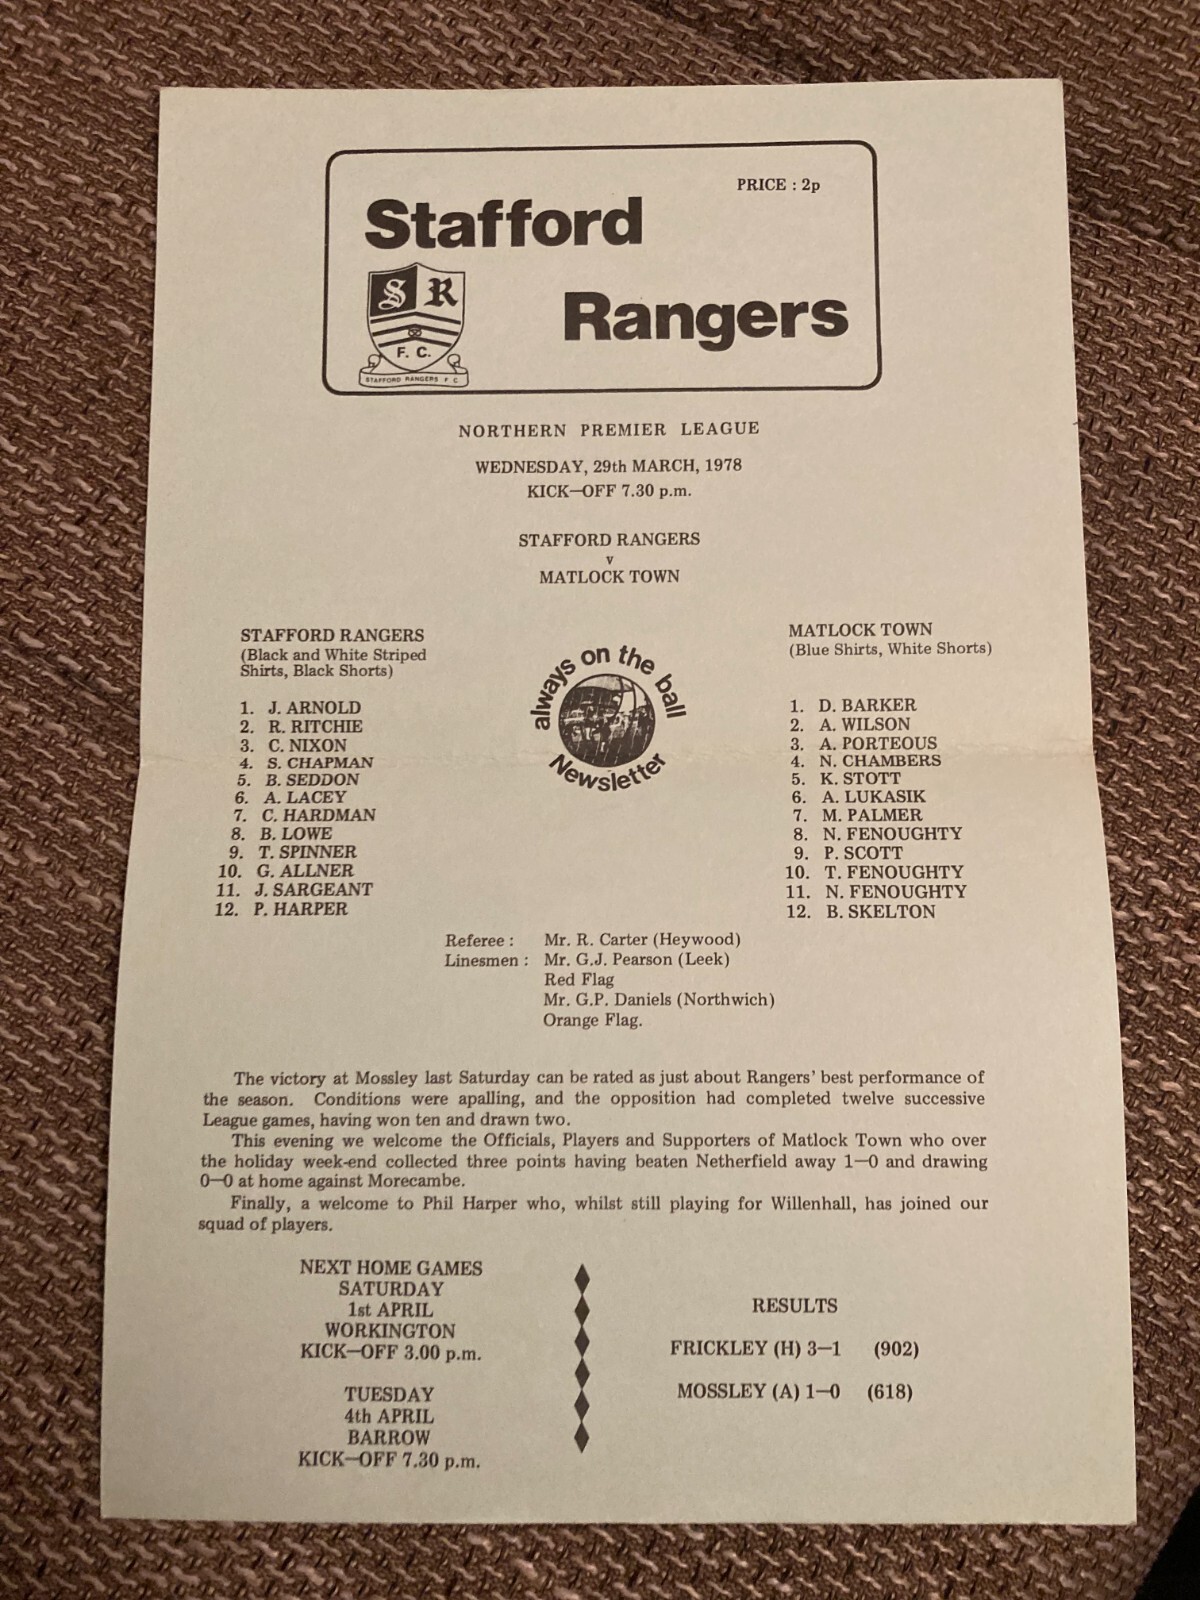 PRICE : 2p
Stafford
Rangers
S R
F. C.
STAFFORD RANGERS F C
NORTHERN PREMIER LEAGUE
WEDNESDAY, 29th MARCH, 1978
KICK—OFF 7.30 p.m.
STAFFORD RANGERS
v
MATLOCK TOWN
STAFFORD RANGERS
(Black and White Striped
Shirts, Black Shorts)
1. J. ARNOLD
2. R. RITCHIE
3. C. NIXON
4. S. CHAPMAN
5. B. SEDDON
6. A. LACEY
7. C. HARDMAN
8. B. LOWE
9. T. SPINNER
10. G. ALLNER
11. J. SARGEANT
12. P. HARPER
always on the ball
Newsletter
MATLOCK TOWN
(Blue Shirts, White Shorts)
1. D. BARKER
2. A. WILSON
3. A. PORTEOUS
4. N. CHAMBERS
5. K. STOTT
6. A. LUKASIK
7. M. PALMER
8. N. FENOUGHTY
9. P. SCOTT
10. T. FENOUGHTY
11. N. FENOUGHTY
12. B. SKELTON
Referee : Mr. R. Carter (Heywood)
Linesmen : Mr. G.J. Pearson (Leek)
Red Flag
Mr. G.P. Daniels (Northwich)
Orange Flag.
The victory at Mossley last Saturday can be rated as just about Rangers' best performance of
the season. Conditions were apalling, and the opposition had completed twelve successive
League games, having won ten and drawn two.
This evening we welcome the Officials, Players and Supporters of Matlock Town who over
the holiday week-end collected three points having beaten Netherfield away 1—0 and drawing
0—0 at home against Morecambe.
Finally, a welcome to Phil Harper who, whilst still playing for Willenhall, has joined our
squad of players.
NEXT HOME GAMES
SATURDAY
1st APRIL
WORKINGTON
KICK—OFF 3.00 p.m.
TUESDAY
4th APRIL
BARROW
KICK—OFF 7.30 p.m.
RESULTS
FRICKLEY (H) 3—1 (902)
MOSSLEY (A) 1—0 (618)